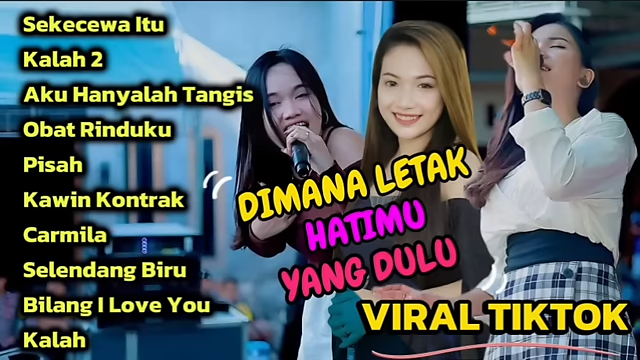 Sekecewa Itu
Kalah 2
Aku Hanyalah Tangis
Obat Rinduku
Pisah
Kawin Kontrak
Carmila
Selendang Biru
Bilang I Love You
Kalah
DIMANA LETAK
HATIMU
YANG DULU
VIRAL TIKTOK